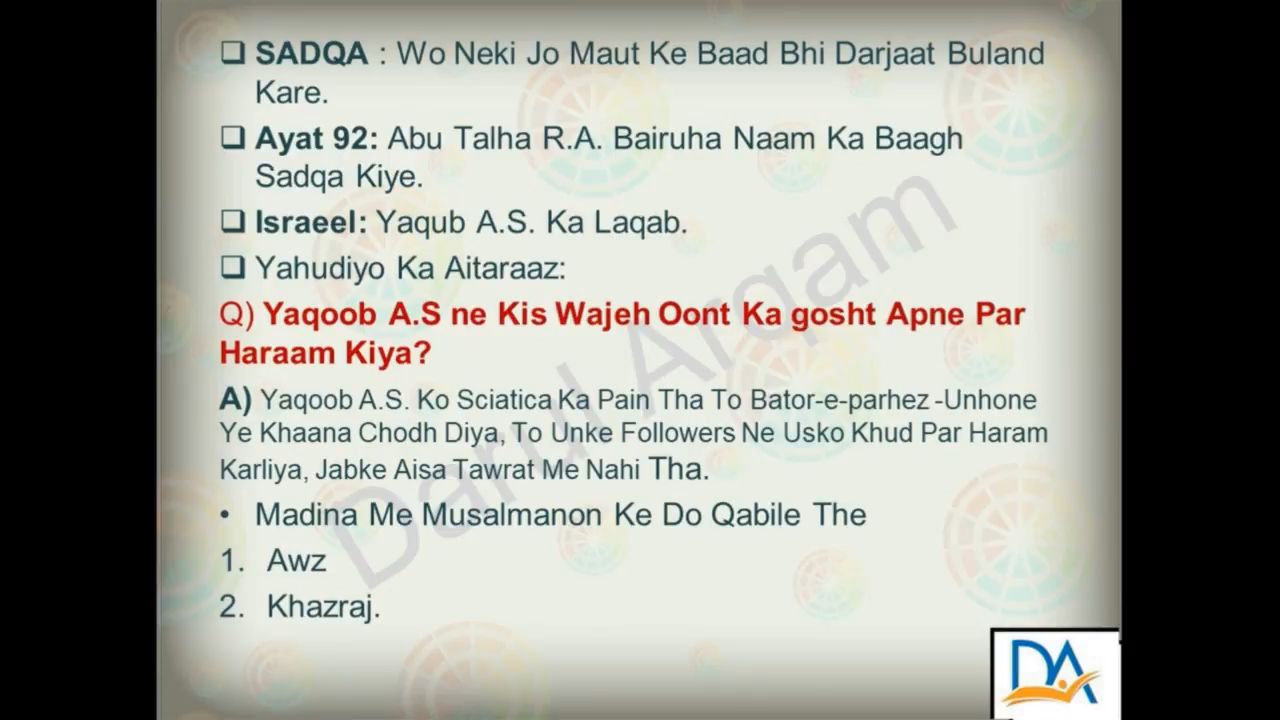 ❑ SADQA : Wo Neki Jo Maut Ke Baad Bhi Darjaat Buland
Kare.
❑ Ayat 92: Abu Talha R.A. Bairuha Naam Ka Baagh
Sadqa Kiye.
❑ Israeel: Yaqub A.S. Ka Laqab.
❑ Yahudiyo Ka Aitaraaz:
Q) Yaqoob A.S ne Kis Wajeh Oont Ka gosht Apne Par
Haraam Kiya?
A) Yaqoob A.S. Ko Sciatica Ka Pain Tha To Bator-e-parhez -Unhone
Ye Khaana Chodh Diya, To Unke Followers Ne Usko Khud Par Haram
Karliya, Jabke Aisa Tawrat Me Nahi Tha.
• Madina Me Musalmanon Ke Do Qabile The
1. Awz
2. Khazraj.
Darul Arqam
DA